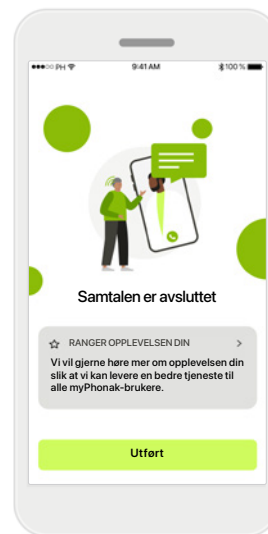 PH 9:41 AM 100 %
Samtalen er avsluttet
RANGER OPPLEVELSEN DIN
Vi vil gjerne høre mer om opplevelsen din
slik at vi kan levere en bedre tjeneste til
alle myPhonak-brukere.
Utført